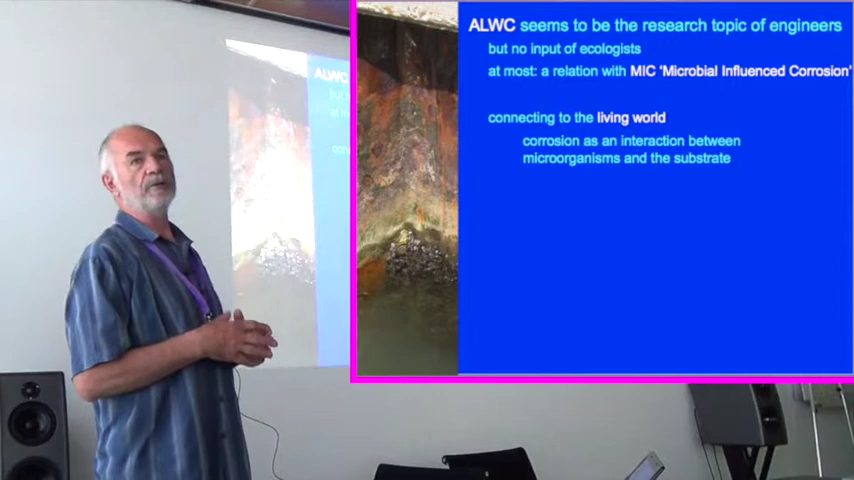 ALWC seems to be the research topic of engineers
but no input of ecologists
at most: a relation with MIC 'Microbial Influenced Corrosion'
connecting to the living world
corrosion as an interaction between
microorganisms and the substrate
ALWC